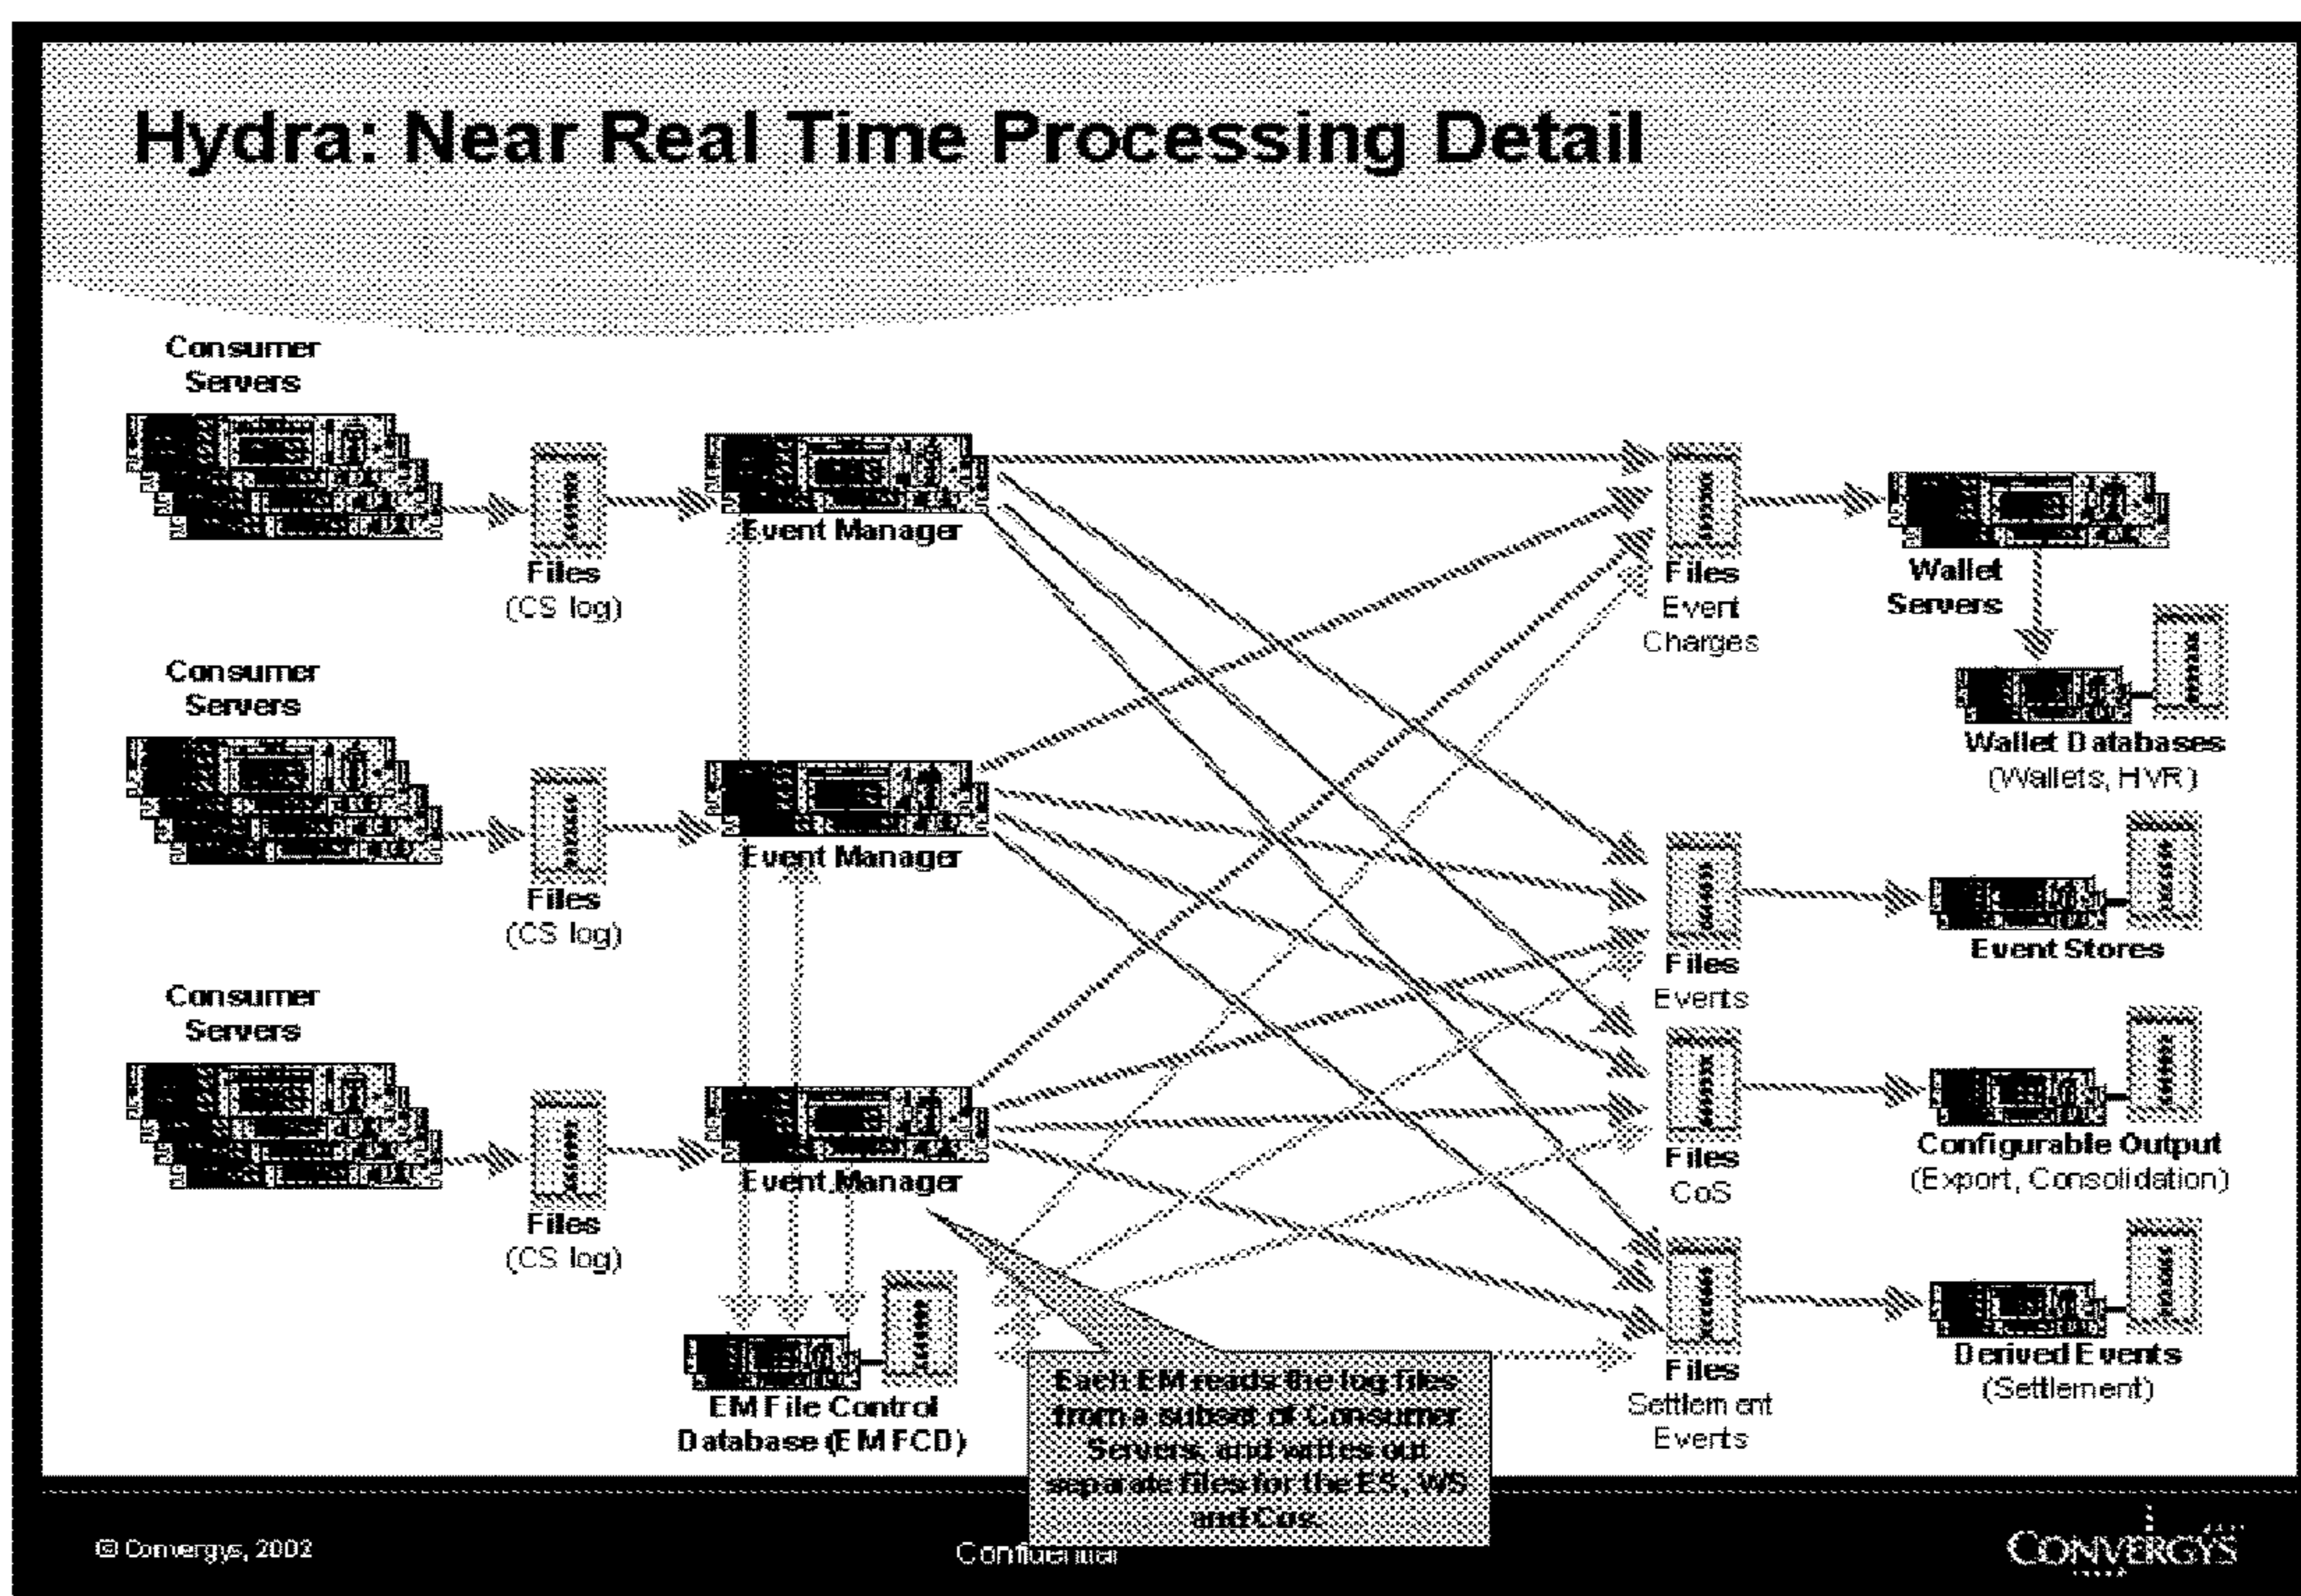 Hydra: Near Real Time Processing Detail
Consumer
Servers
Files
(CS log)
Event Manager
Consumer
Servers
Files
(CS log)
Event Manager
Consumer
Servers
Files
(CS log)
Event Manager
EM File Control
Database (EMFCD)
Files
Event
Charges
Wallet
Servers
Wallet Databases
(Wallets, HVR)
Files
Events
Event Stores
Files
CoS
Configurable Output
(Export, Consolidation)
Files
Settlement
Events
Derived Events
(Settlement)
Each EM reads the log files
from a subset of Consumer
Servers, and writes out
separate files for the ES, WS
and Cos.
© Convergys, 2002
Confidential
CONVERGYS